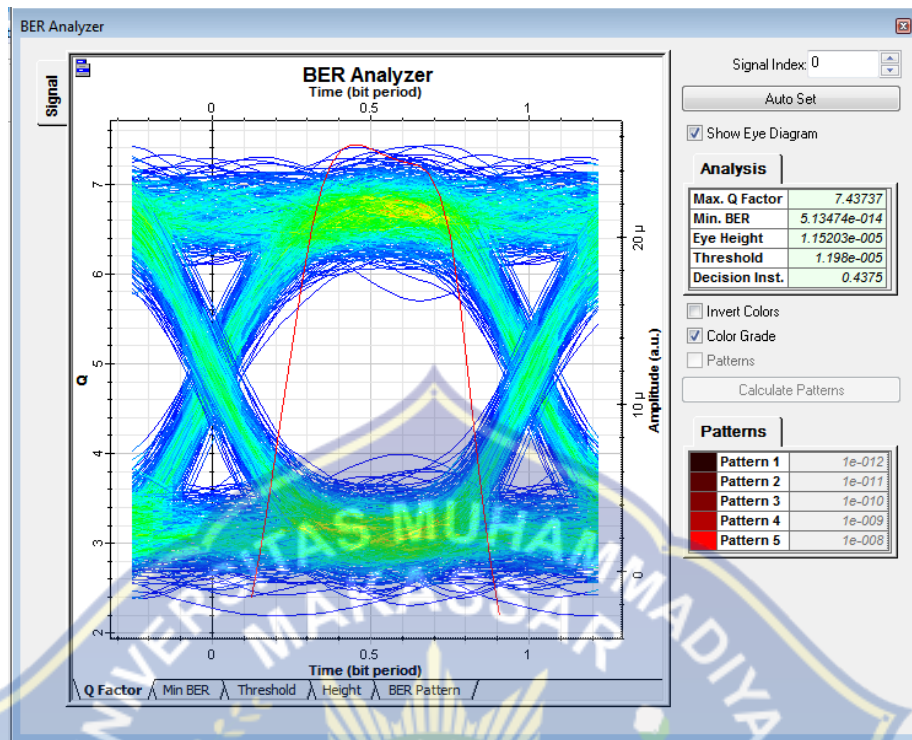 BER Analyzer
Signal Index: 0
Auto Set
Show Eye Diagram
Analysis
Max. Q Factor 7.43737
Min. BER 5.13474e-014
Eye Height 1.15203e-005
Threshold 1.198e-005
Decision Inst. 0.4375
Invert Colors
Color Grade
Patterns
Calculate Patterns
Patterns
Pattern 1 1e-012
Pattern 2 1e-011
Pattern 3 1e-010
Pattern 4 1e-009
Pattern 5 1e-008
Signal
BER Analyzer
Time (bit period)
0 0.5 1
7
6
5
4
3
2
Q
20 µ
10 µ
0
Amplitude (a.u.)
0 0.5 1
Time (bit period)
Q Factor Min BER Threshold Height BER Pattern
NIVERSITAS MUHAMMADIYA
MAKASSAR